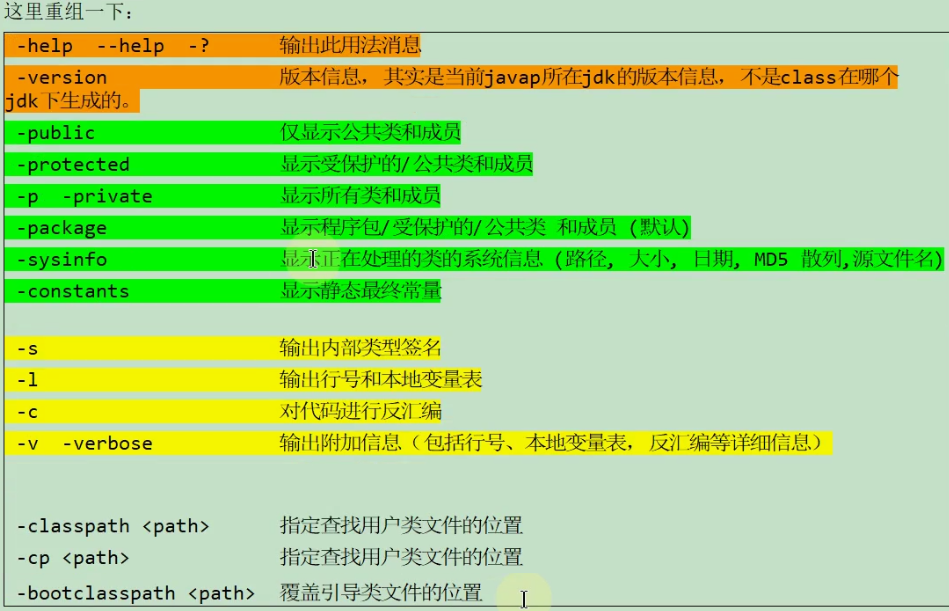 这里重组一下：
-help --help -? 输出此用法消息
-version 版本信息，其实是当前javap所在jdk的版本信息，不是class在哪个
jdk下生成的。
-public 仅显示公共类和成员
-protected 显示受保护的/公共类和成员
-p -private 显示所有类和成员
-package 显示程序包/受保护的/公共类 和成员 (默认)
-sysinfo 显示正在处理的类的系统信息 (路径, 大小, 日期, MD5 散列,源文件名)
-constants 显示静态最终常量
-s 输出内部类型签名
-l 输出行号和本地变量表
-c 对代码进行反汇编
-v -verbose 输出附加信息（包括行号、本地变量表，反汇编等详细信息）
-classpath <path> 指定查找用户类文件的位置
-cp <path> 指定查找用户类文件的位置
-bootclasspath <path> 覆盖引导类文件的位置